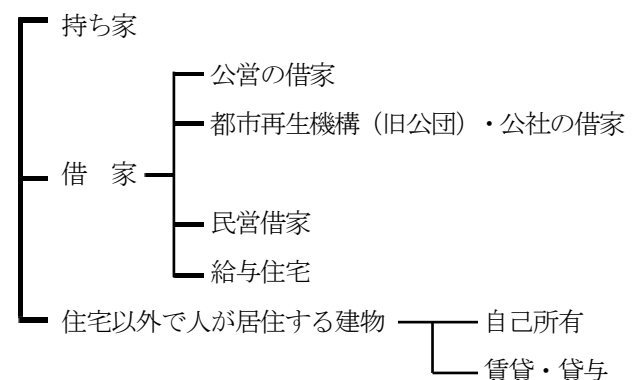 持ち家
公営の借家
都市再生機構（旧公団）・公社の借家
借　家
民営借家
給与住宅
住宅以外で人が居住する建物
自己所有
賃貸・貸与